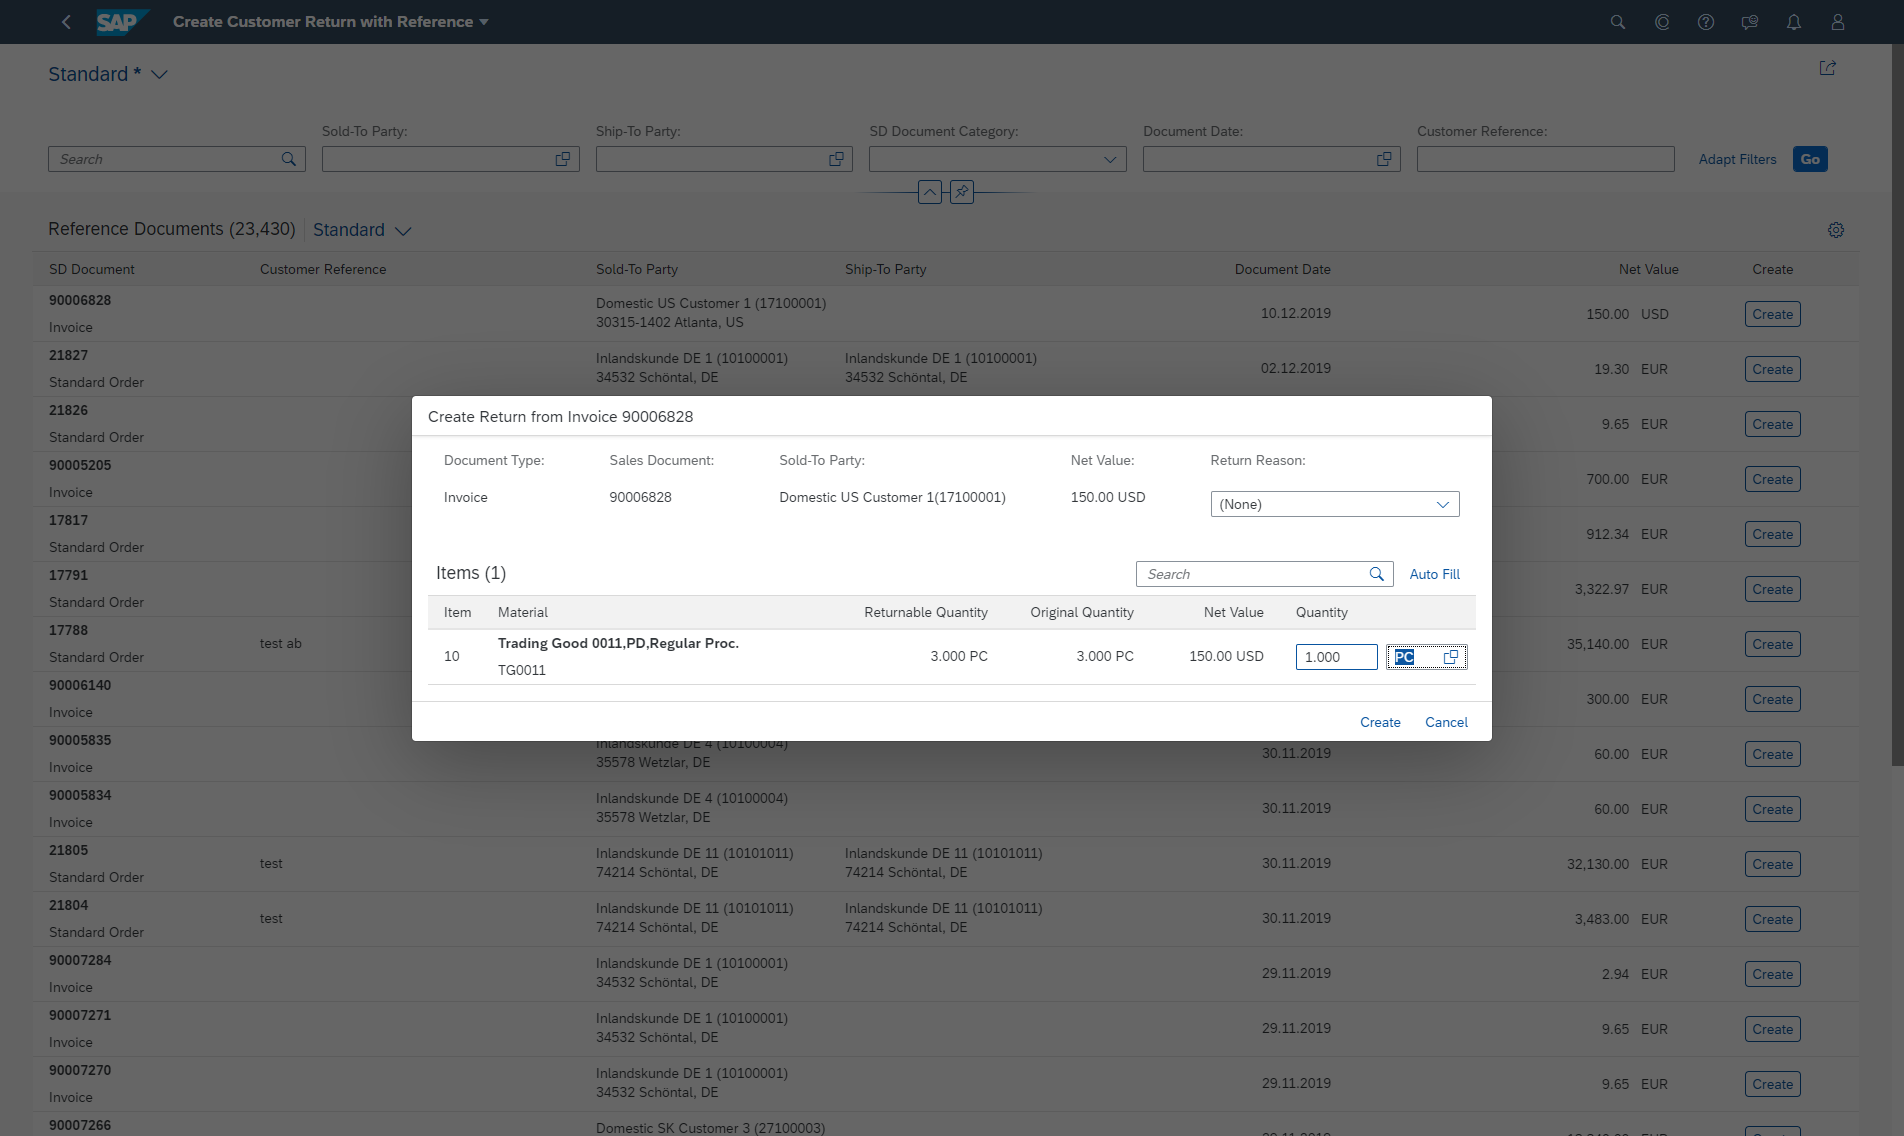 SAP Create Customer Return with Reference
Standard *
Sold-To Party: Ship-To Party: SD Document Category: Document Date: Customer Reference:
Search Adapt Filters Go
Reference Documents (23,430) Standard
SD Document Customer Reference Sold-To Party Ship-To Party Document Date Net Value Create
90006828
Invoice
Domestic US Customer 1 (17100001)
30315-1402 Atlanta, US
10.12.2019 150.00 USD Create
21827
Standard Order
Inlandskunde DE 1 (10100001)
34532 Schöntal, DE
Inlandskunde DE 1 (10100001)
34532 Schöntal, DE
02.12.2019 19.30 EUR Create
21826
Standard Order
9.65 EUR Create
90005205
Invoice
700.00 EUR Create
17817
Standard Order
912.34 EUR Create
17791
Standard Order
3,322.97 EUR Create
17788
Standard Order
test ab
35,140.00 EUR Create
90006140
Invoice
300.00 EUR Create
Create Return from Invoice 90006828
Document Type: Sales Document: Sold-To Party: Net Value: Return Reason:
Invoice 90006828 Domestic US Customer 1(17100001) 150.00 USD (None)
Items (1) Search Auto Fill
Item Material Returnable Quantity Original Quantity Net Value Quantity
10
Trading Good 0011,PD,Regular Proc.
TG0011
3.000 PC 3.000 PC 150.00 USD 1.000 PC
Create Cancel
90005835
Invoice
Inlandskunde DE 4 (10100004)
35578 Wetzlar, DE
30.11.2019 60.00 EUR Create
90005834
Invoice
Inlandskunde DE 4 (10100004)
35578 Wetzlar, DE
30.11.2019 60.00 EUR Create
21805
Standard Order
test
Inlandskunde DE 11 (10101011)
74214 Schöntal, DE
Inlandskunde DE 11 (10101011)
74214 Schöntal, DE
30.11.2019 32,130.00 EUR Create
21804
Standard Order
test
Inlandskunde DE 11 (10101011)
74214 Schöntal, DE
Inlandskunde DE 11 (10101011)
74214 Schöntal, DE
30.11.2019 3,483.00 EUR Create
90007284
Invoice
Inlandskunde DE 1 (10100001)
34532 Schöntal, DE
29.11.2019 2.94 EUR Create
90007271
Invoice
Inlandskunde DE 1 (10100001)
34532 Schöntal, DE
29.11.2019 9.65 EUR Create
90007270
Invoice
Inlandskunde DE 1 (10100001)
34532 Schöntal, DE
29.11.2019 9.65 EUR Create
90007266
Domestic SK Customer 3 (27100003)